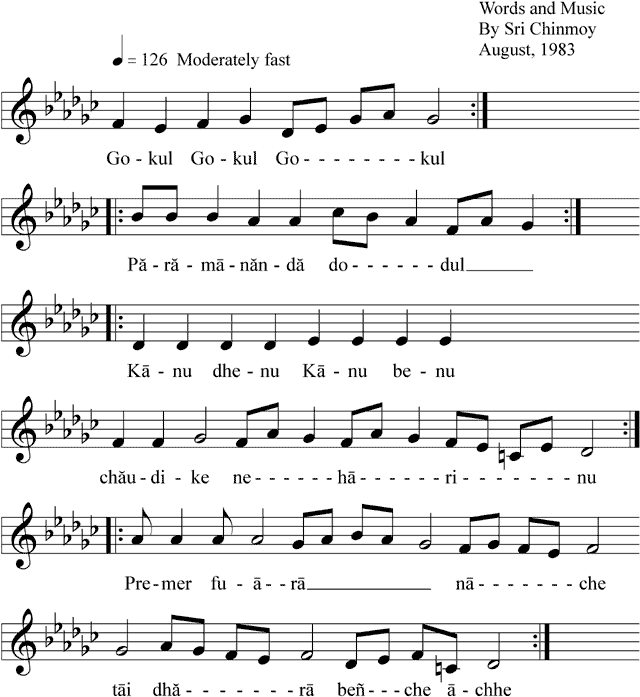 Words and Music
By Sri Chinmoy
August, 1983
= 126 Moderately fast
Go - kul Go - kul Go - - - - - - - - kul
Pă - ră - mā - năn - dă do - - - - - - dul
Kā - nu dhe - nu Kā - nu be - nu
chău - di - ke ne - - - - - - hā - - - - - - ri - - - - - nu
Pre - mer fu - ā - rā nā - - - - - - - che
tāi dhă - - - - - - - - rā beñ - - - che ā - chhe